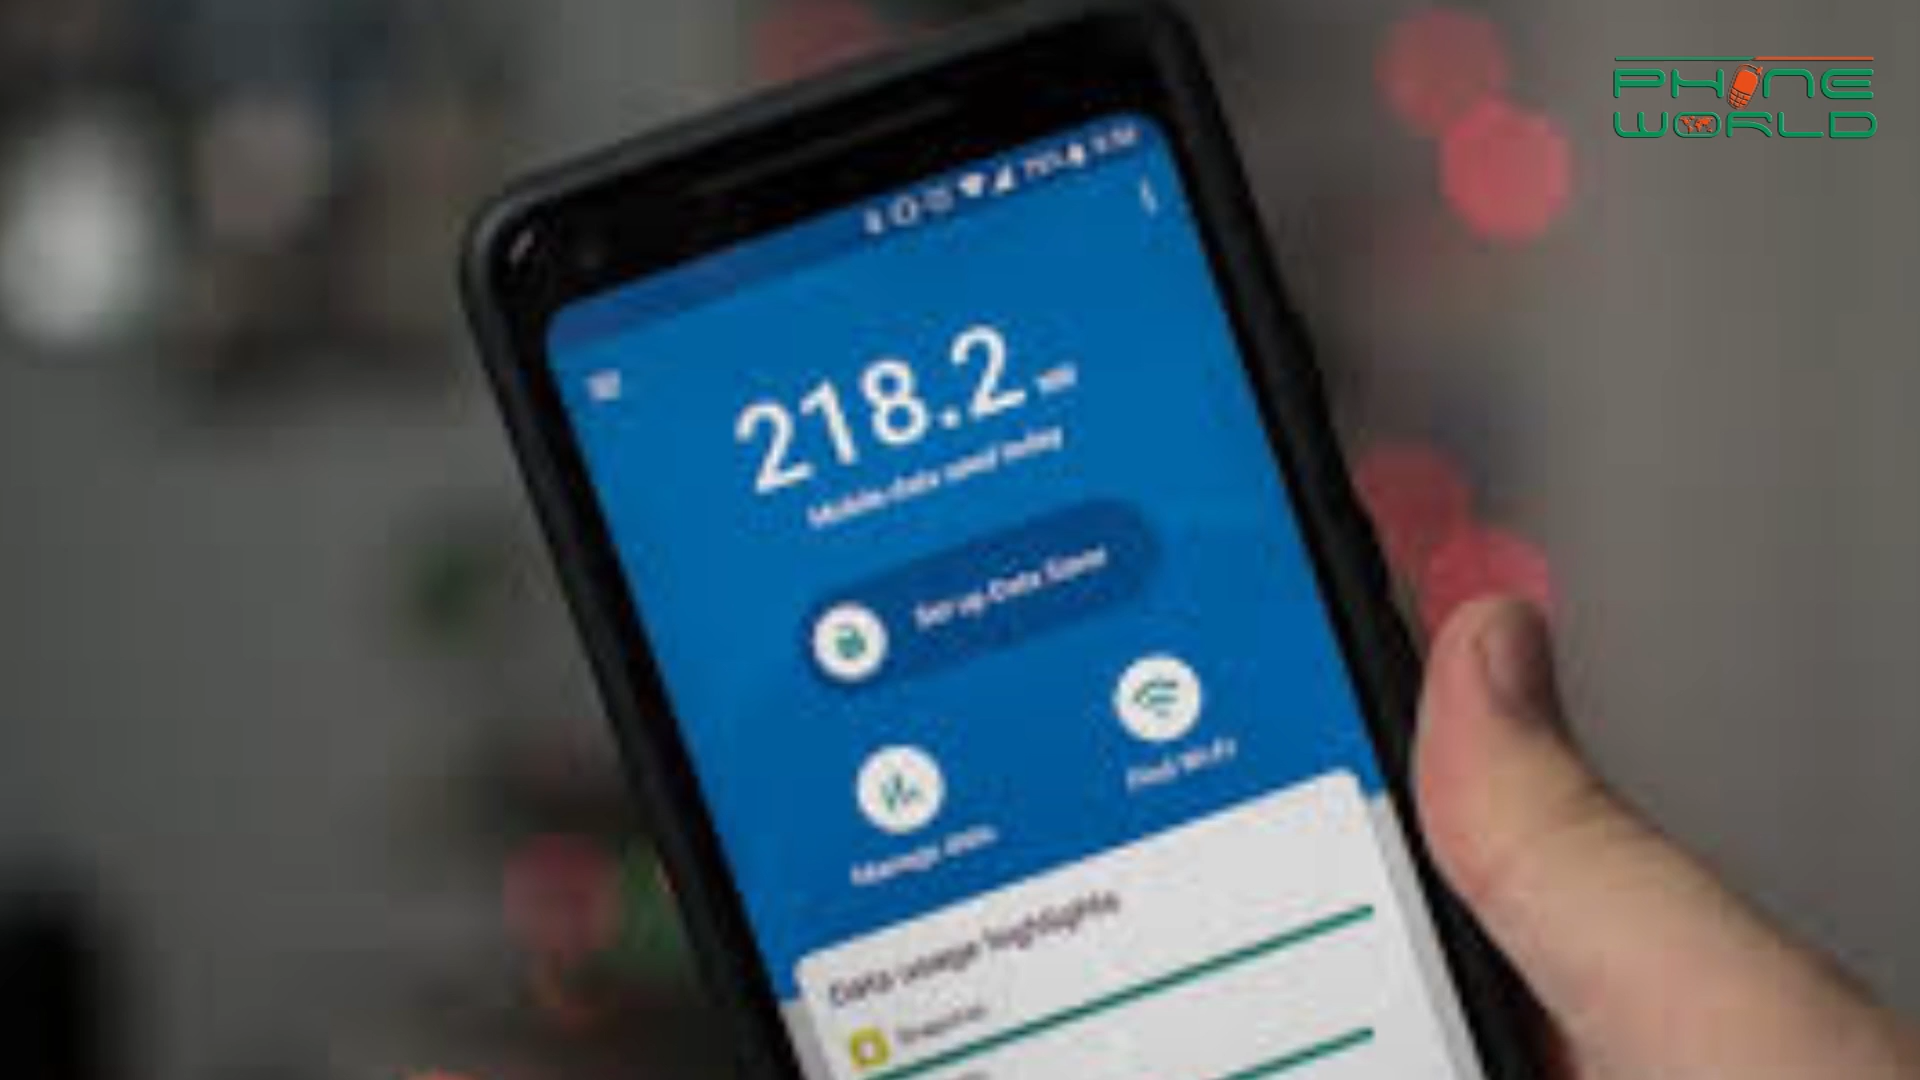 PHONE
WORLD
218.2 MB
Mobile data used today
Set up Data Saver
Manage data
Find Wi-Fi
Data usage highlights
Snapchat